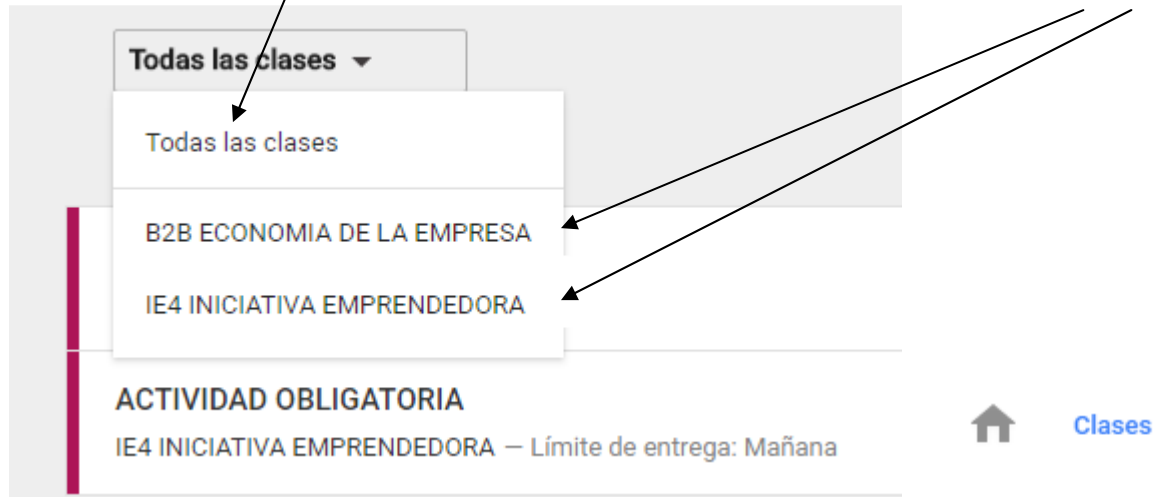 Todas las clases
Todas las clases
B2B ECONOMIA DE LA EMPRESA
IE4 INICIATIVA EMPRENDEDORA
ACTIVIDAD OBLIGATORIA
IE4 INICIATIVA EMPRENDEDORA — Límite de entrega: Mañana
Clases